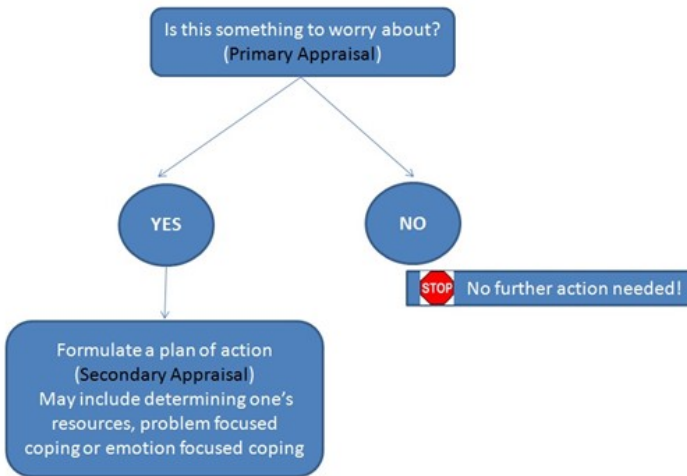 Is this something to worry about?
(Primary Appraisal)
YES
NO
STOP No further action needed!
Formulate a plan of action
(Secondary Appraisal)
May include determining one's
resources, problem focused
coping or emotion focused coping